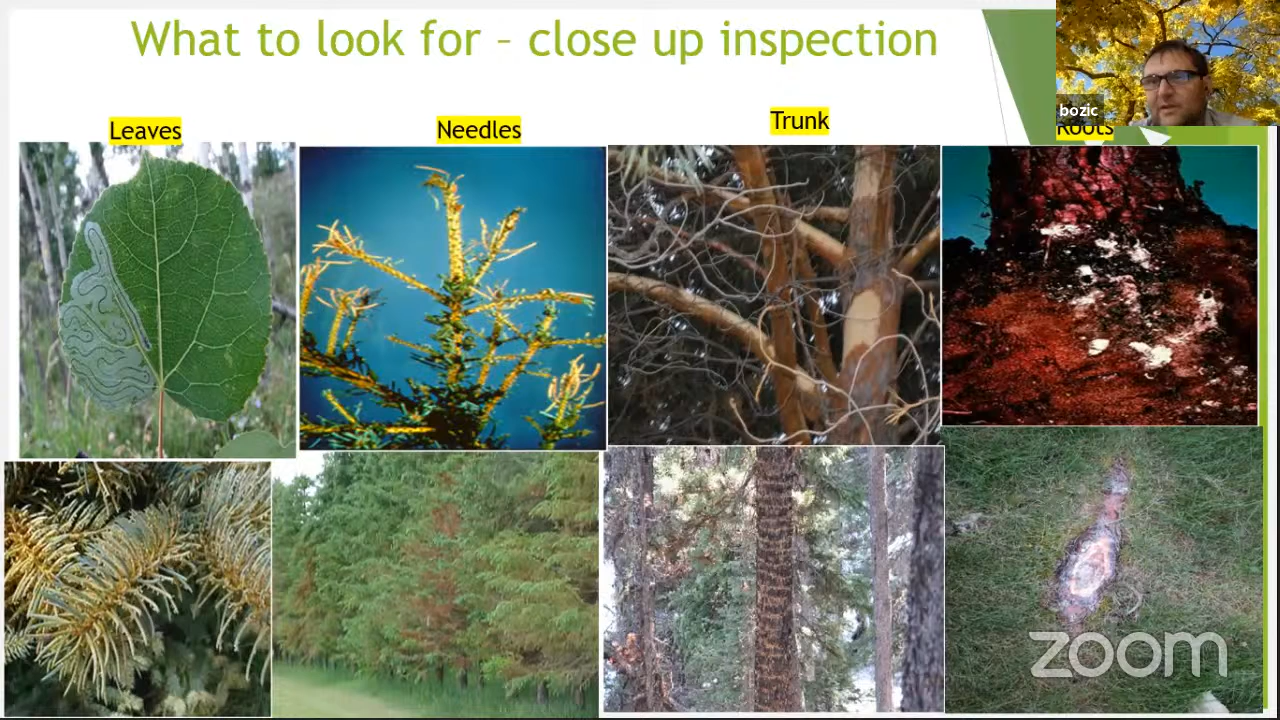 What to look for – close up inspection
bozic
Leaves
Needles
Trunk
Roots
zoom